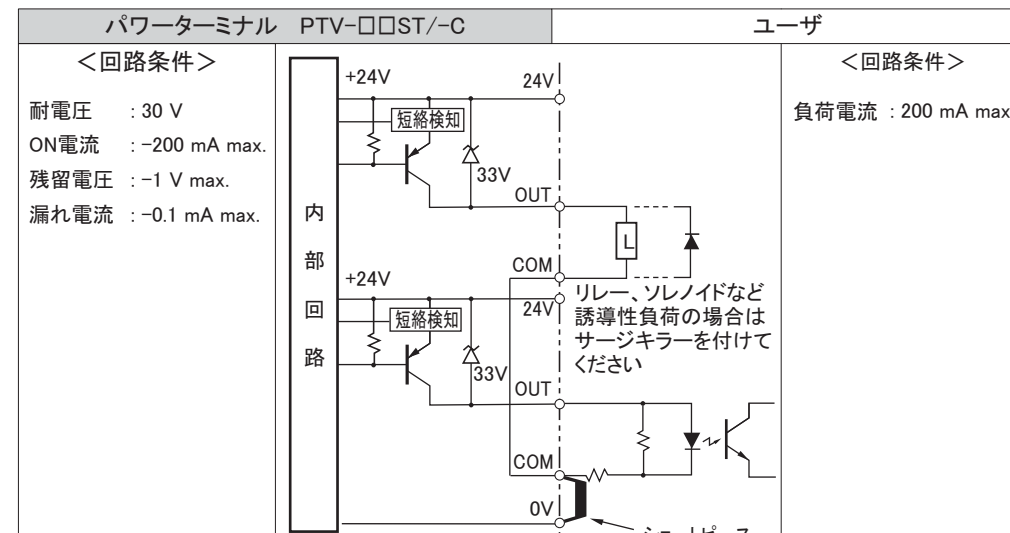 パワーターミナル PTV-□□ST/-C
ユーザ
＜回路条件＞
耐電圧 : 30 V
ON電流 : -200 mA max.
残留電圧 : -1 V max.
漏れ電流 : -0.1 mA max.
内部回路
+24V
24V
短絡検知
33V
OUT
L
COM
リレー、ソレノイドなど
誘導性負荷の場合は
サージキラーを付けて
ください
+24V
24V
短絡検知
33V
OUT
COM
0V
＜回路条件＞
負荷電流 : 200 mA max